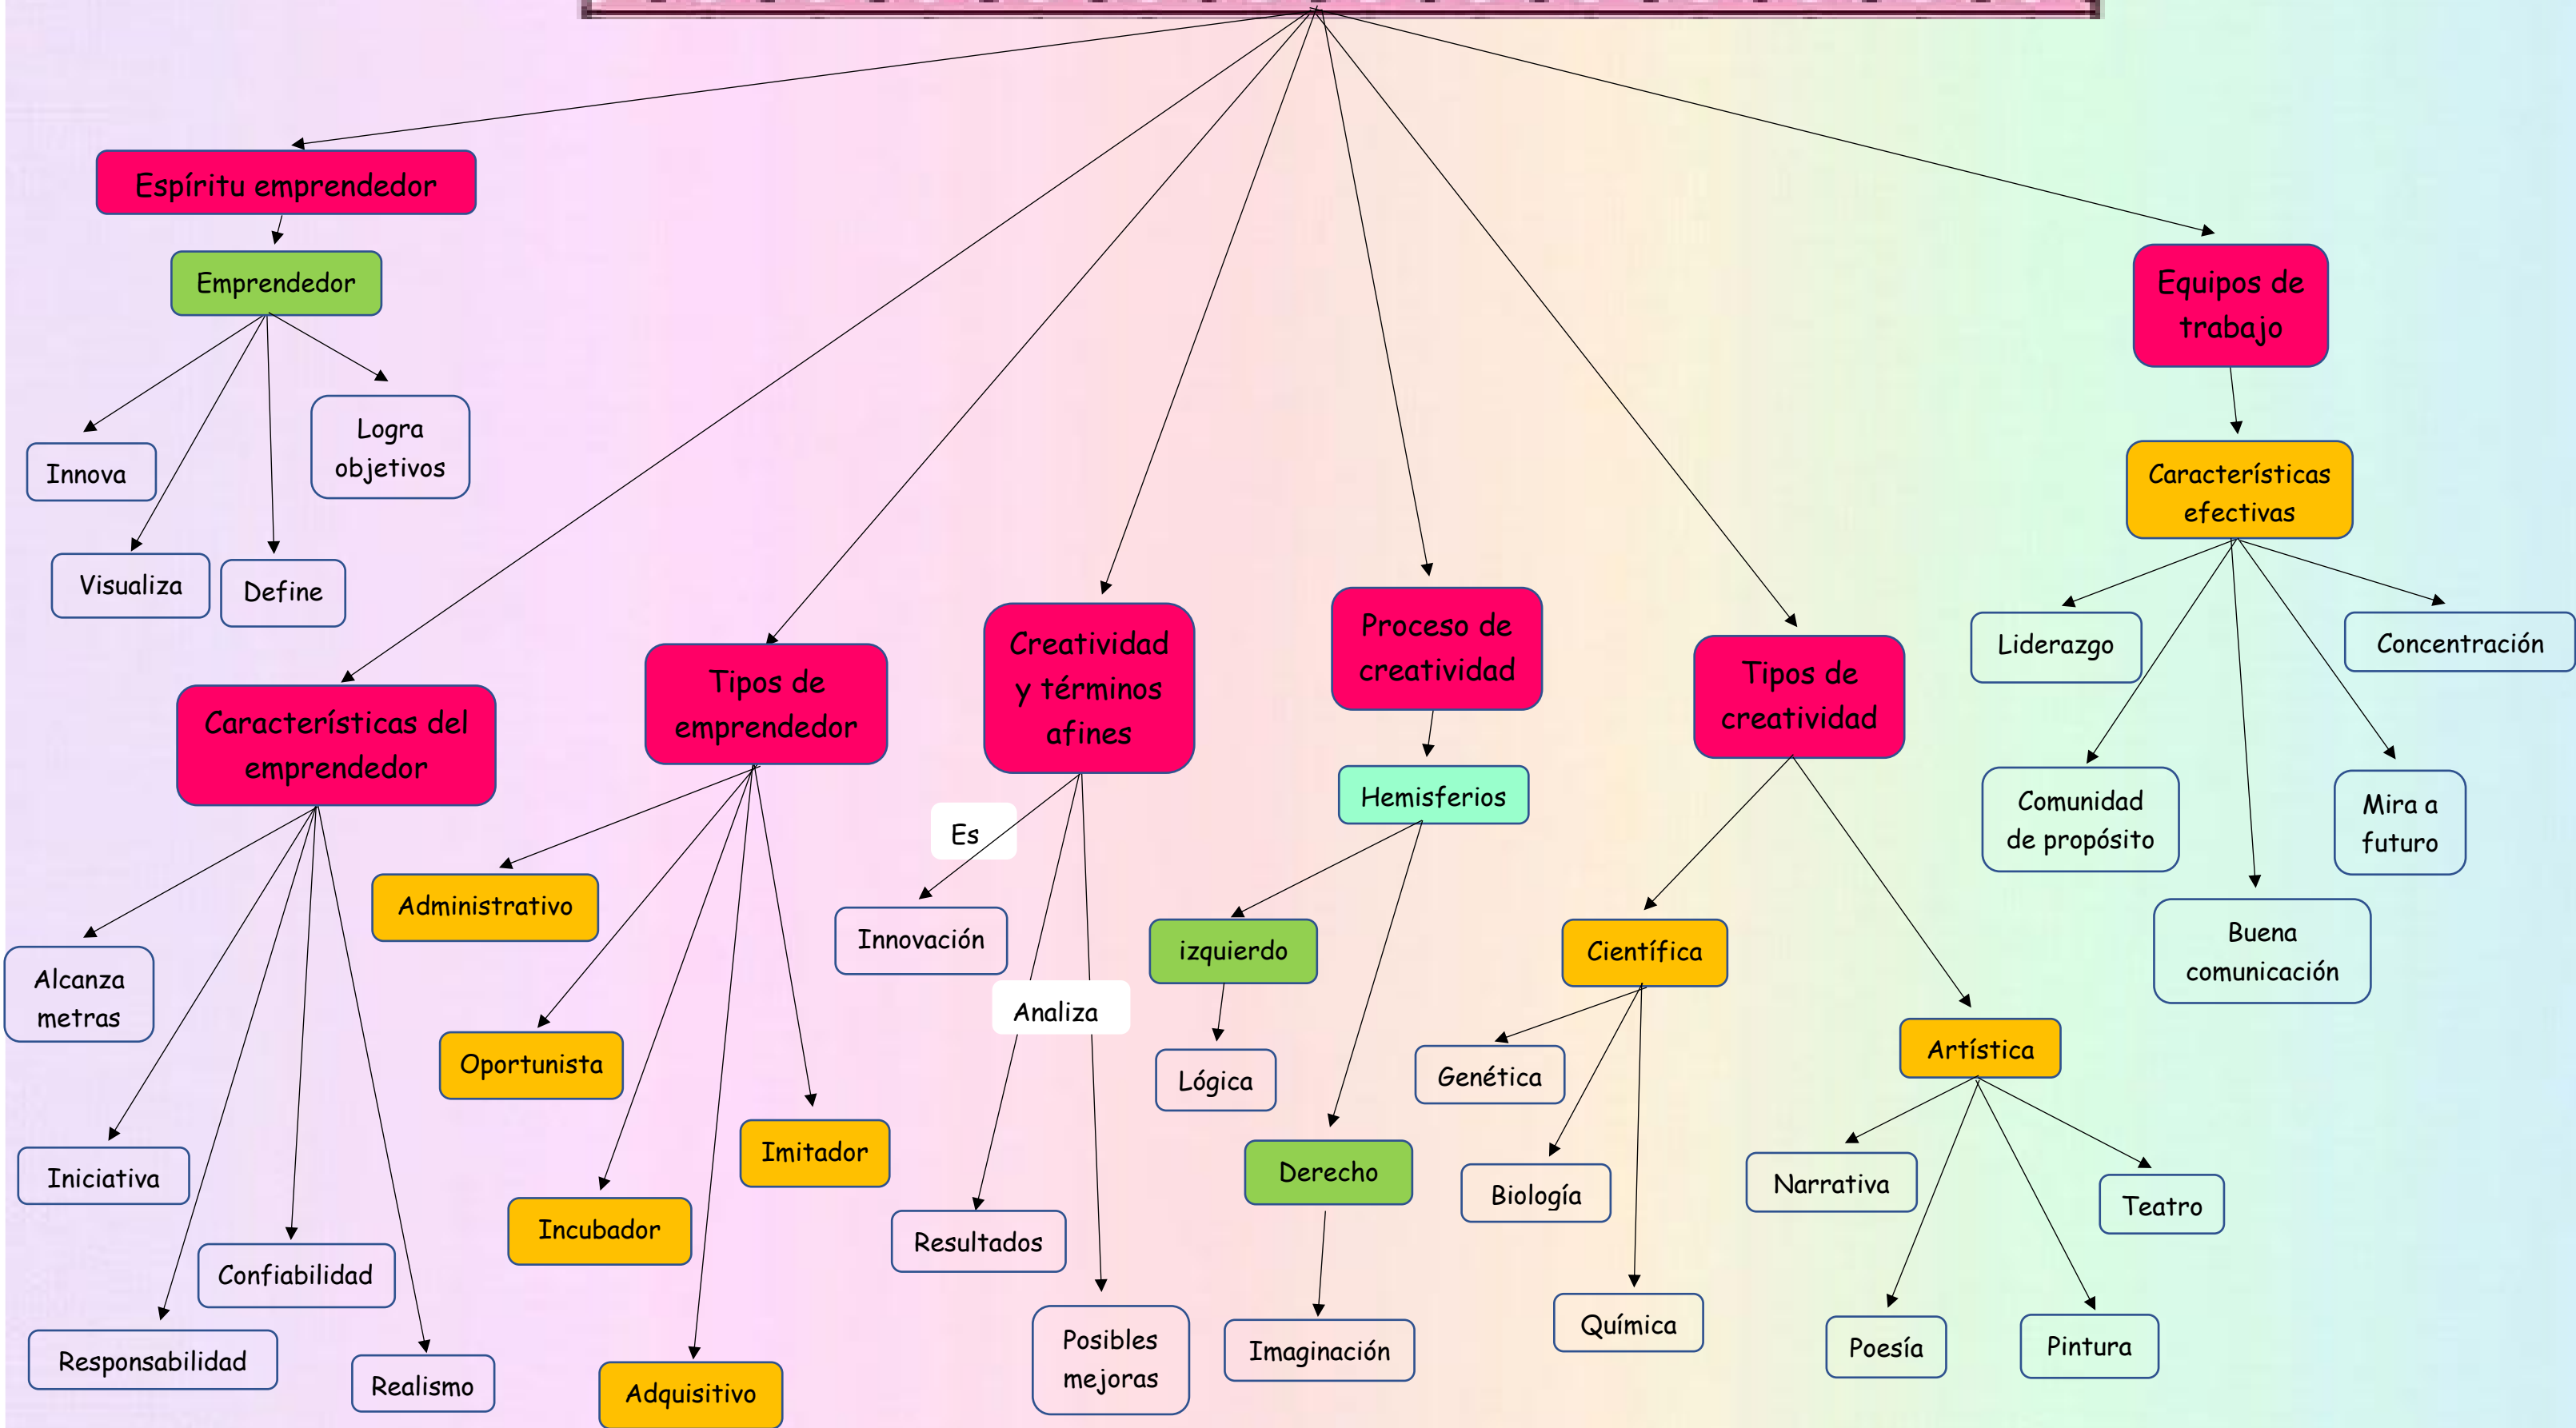 Espíritu emprendedor
Emprendedor
Innova
Visualiza
Define
Logra
objetivos
Características del
emprendedor
Alcanza
metras
Iniciativa
Responsabilidad
Confiabilidad
Realismo
Tipos de
emprendedor
Administrativo
Oportunista
Incubador
Adquisitivo
Imitador
Creatividad
y términos
afines
Es
Innovación
Analiza
Resultados
Posibles
mejoras
Proceso de
creatividad
Hemisferios
izquierdo
Lógica
Derecho
Imaginación
Tipos de
creatividad
Científica
Genética
Biología
Química
Artística
Narrativa
Poesía
Pintura
Teatro
Equipos de
trabajo
Características
efectivas
Liderazgo
Comunidad
de propósito
Buena
comunicación
Mira a
futuro
Concentración